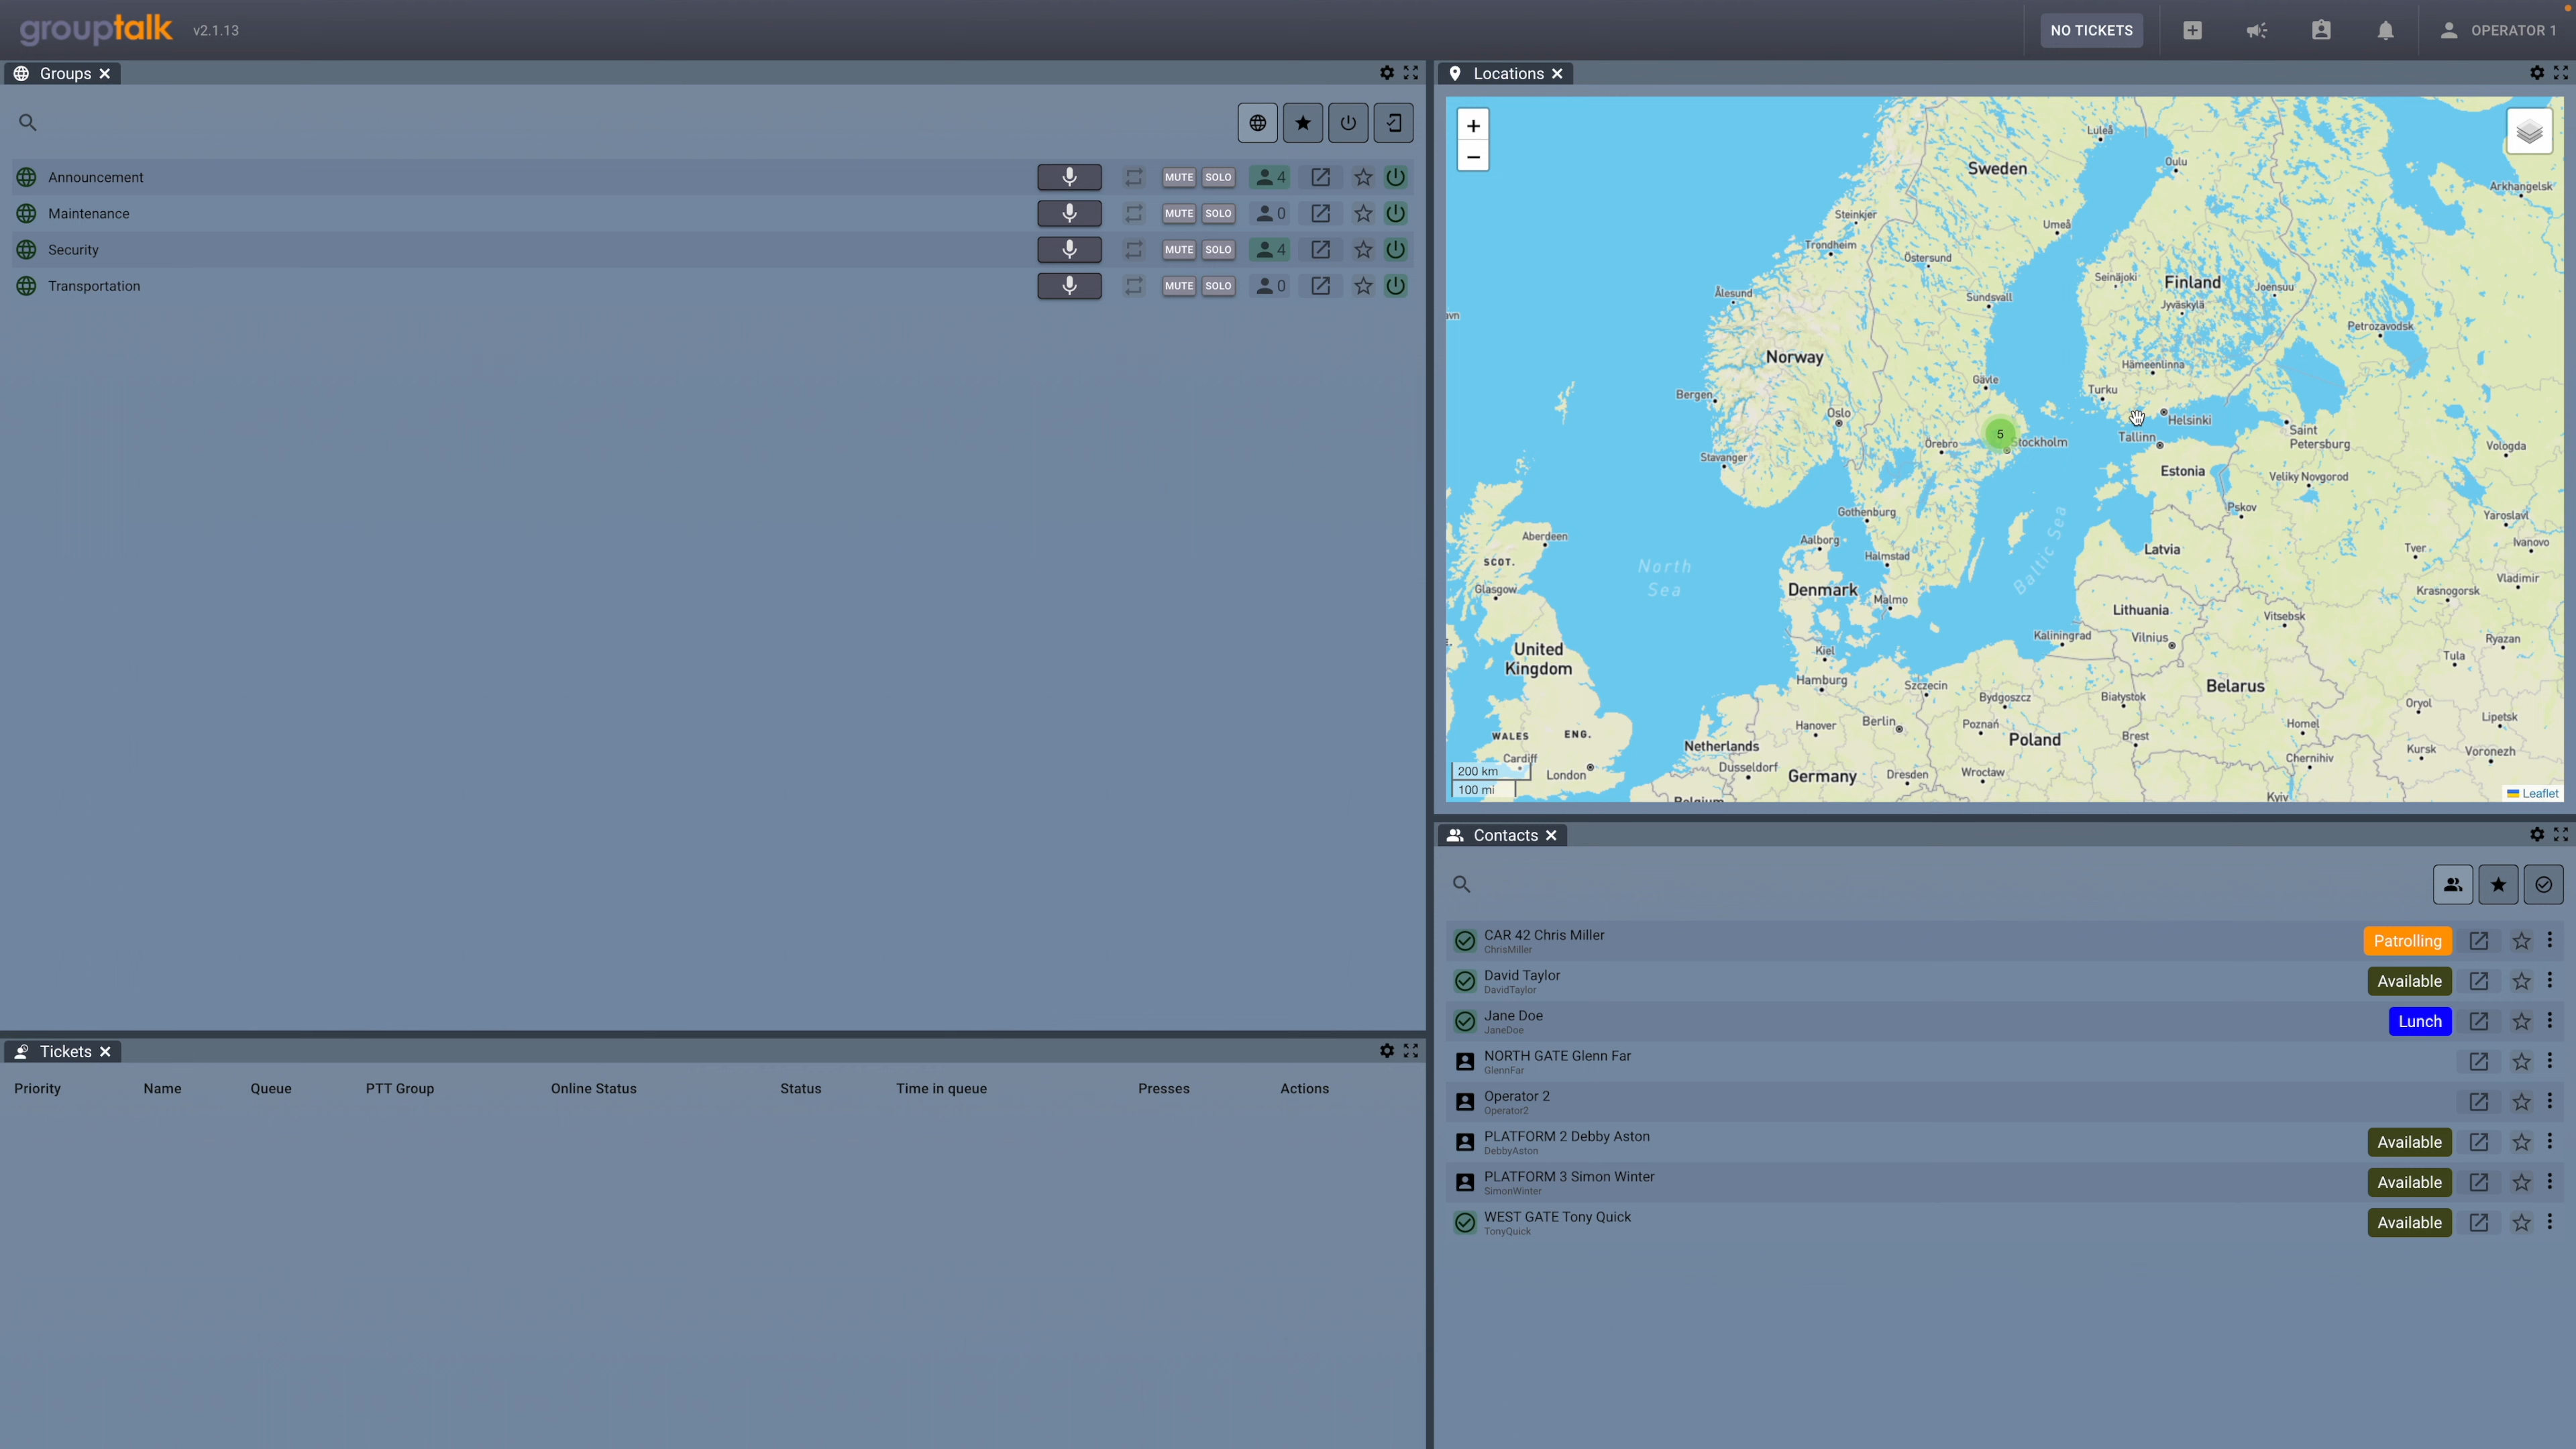 grouptalk v2.1.13 NO TICKETS OPERATOR 1
Groups
Announcement MUTE SOLO 4
Maintenance MUTE SOLO 0
Security MUTE SOLO 4
Transportation MUTE SOLO 0
Tickets
Priority Name Queue PTT Group Online Status Status Time in queue Presses Actions
Locations
+
−
Luleå
Oulu
Sweden
Arkhangelsk
Steinkjer
Umeå
Trondheim
Östersund
Seinäjoki
Finland
Joensuu
Ålesund
Sundsvall
Jyväskylä
Petrozavodsk
Norway
Hämeenlinna
Gävle
Turku
Bergen
Oslo
Helsinki
5
Stockholm
Örebro
Tallinn
Saint
Petersburg
Vologda
Stavanger
Estonia
Veliky Novgorod
Gothenburg
Pskov
Yaroslavl
Aberdeen
Aalborg
Baltic Sea
Latvia
Tver
Ivanovo
Halmstad
SCOT.
North
Sea
Vladimir
Glasgow
Denmark
Malmo
Krasnogorsk
Lithuania
Vitsebsk
Kaliningrad
Vilnius
Ryazan
United
Kingdom
Kiel
Tula
Hamburg
Szczecin
Belarus
Bydgoszcz
Białystok
Oryol
Hanover
Berlin
Poznań
Homel
Lipetsk
WALES
ENG.
Netherlands
Poland
Brest
Kursk
Voronezh
Cardiff
Dusseldorf
Chernihiv
London
Germany
Dresden
Wrocław
200 km
100 mi
Belgium
Kyiv
Leaflet
Contacts
CAR 42 Chris Miller Patrolling
ChrisMiller
David Taylor Available
DavidTaylor
Jane Doe Lunch
JaneDoe
NORTH GATE Glenn Far
GlennFar
Operator 2
Operator2
PLATFORM 2 Debby Aston Available
DebbyAston
PLATFORM 3 Simon Winter Available
SimonWinter
WEST GATE Tony Quick Available
TonyQuick